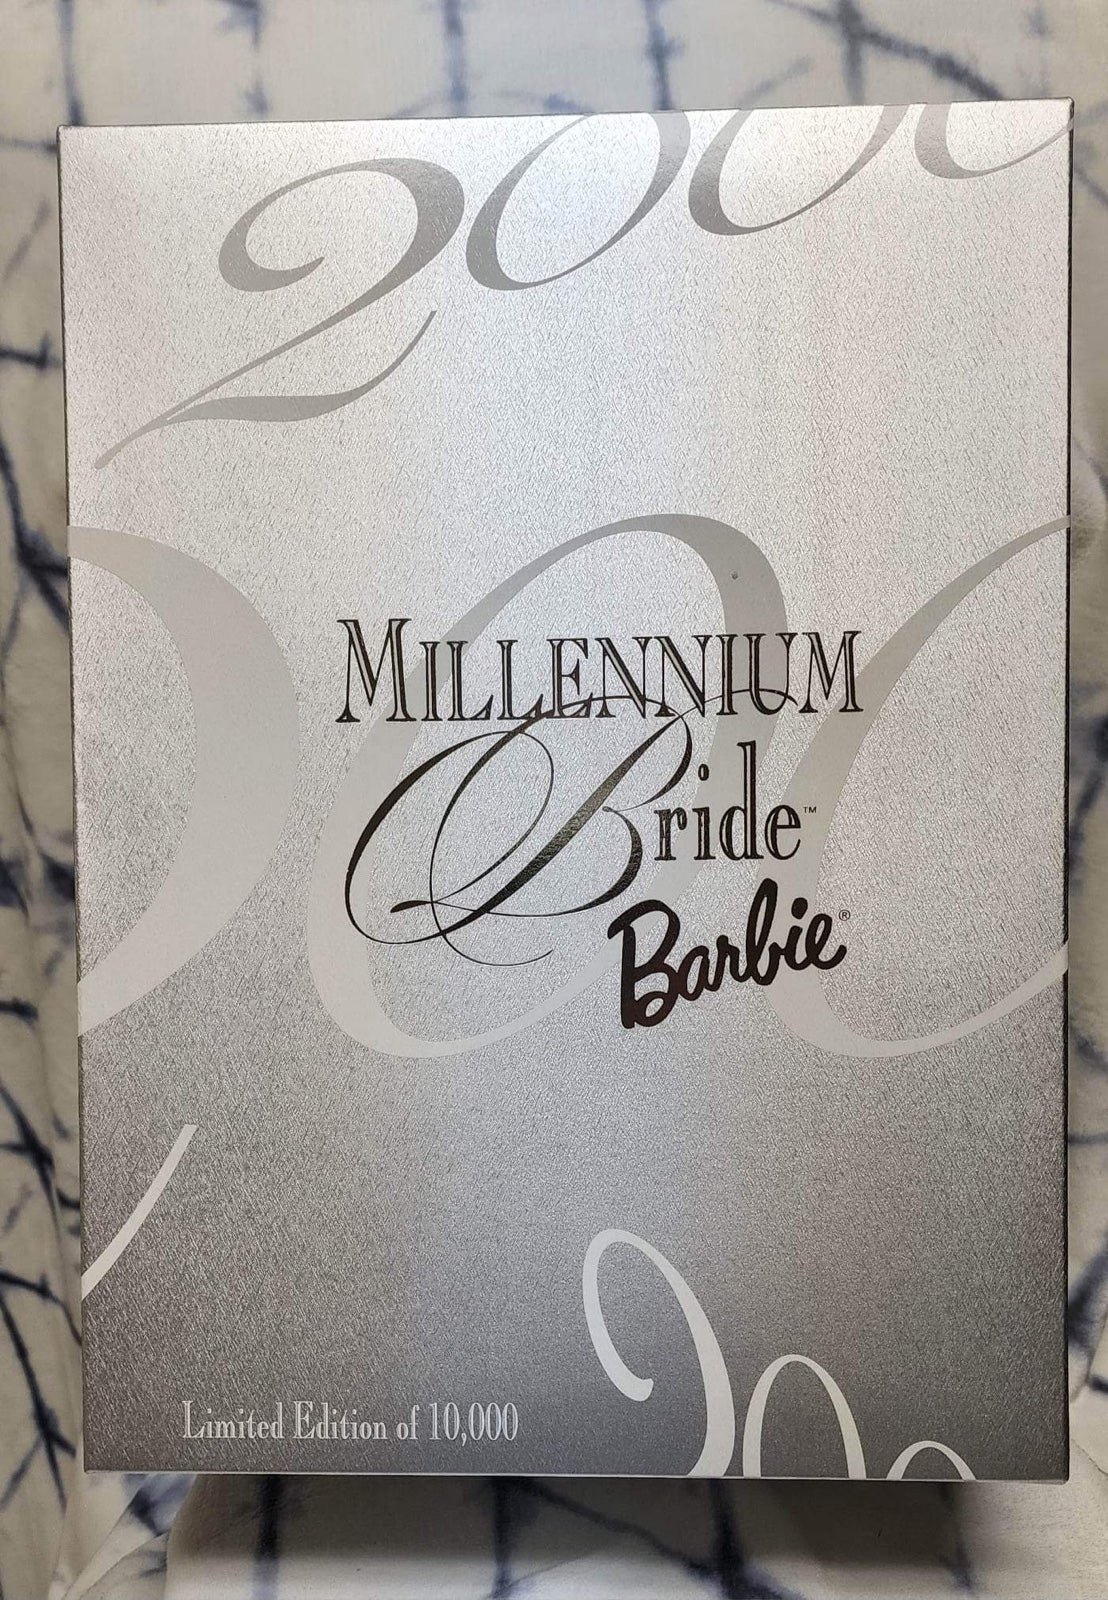 2000
MILLENNIUM
Bride™
Barbie®
Limited Edition of 10,000